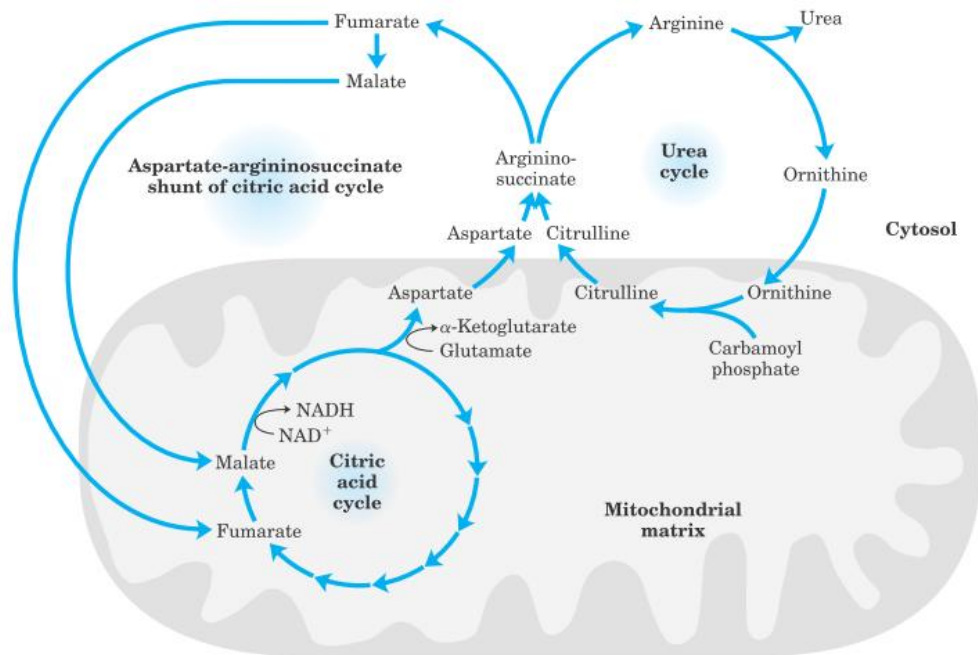 Fumarate
Arginine
Urea
Malate
Aspartate-argininosuccinate
shunt of citric acid cycle
Arginino-
succinate
Urea
cycle
Ornithine
Aspartate
Citrulline
Cytosol
Aspartate
Citrulline
Ornithine
α-Ketoglutarate
Glutamate
Carbamoyl
phosphate
NADH
NAD⁺
Malate
Citric
acid
cycle
Fumarate
Mitochondrial
matrix